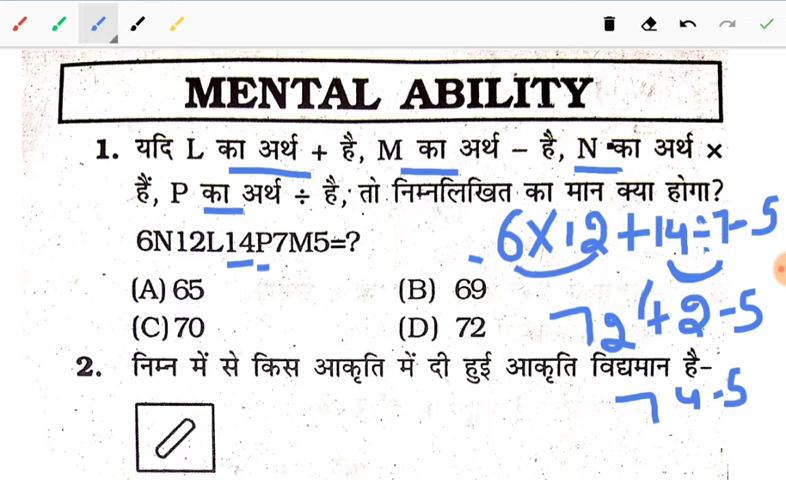 MENTAL ABILITY
1. यदि L का अर्थ + है, M का अर्थ − है, N का अर्थ ×
हैं, P का अर्थ ÷ है, तो निम्नलिखित का मान क्या होगा?
6N12L14P7M5=?
6×12+14÷7-5
(A) 65 (B) 69
72+2-5
(C) 70 (D) 72
2. निम्न में से किस आकृति में दी हुई आकृति विद्यमान है-
74-5